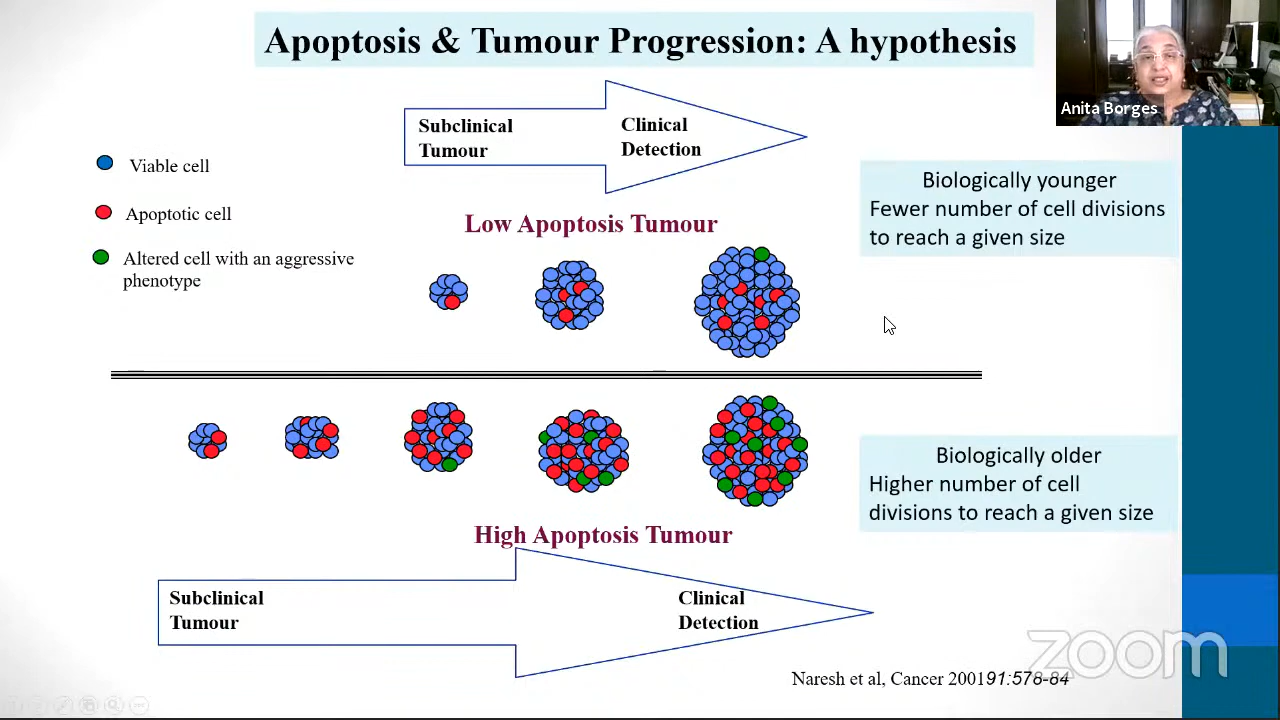 Apoptosis & Tumour Progression: A hypothesis
Anita Borges
Subclinical
Tumour
Clinical
Detection
Viable cell
Apoptotic cell
Altered cell with an aggressive
phenotype
Low Apoptosis Tumour
Biologically younger
Fewer number of cell divisions
to reach a given size
Biologically older
Higher number of cell
divisions to reach a given size
High Apoptosis Tumour
Subclinical
Tumour
Clinical
Detection
zoom
Naresh et al, Cancer 200191:578-84